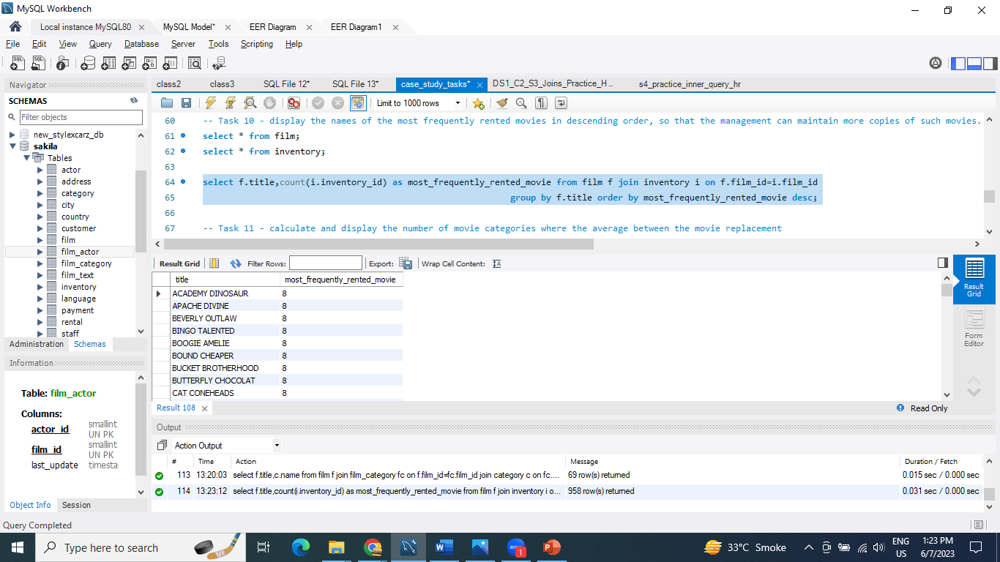 MySQL Workbench
Local instance MySQL80
MySQL Model*
EER Diagram
EER Diagram1
File Edit View Query Database Server Tools Scripting Help
Navigator
SCHEMAS
Filter objects
new_stylexcarz_db
sakila
Tables
actor
address
category
city
country
customer
film
film_actor
film_category
film_text
inventory
language
payment
rental
staff
Administration Schemas
Information
Table: film_actor
Columns:
actor_id smallint UN PK
film_id smallint UN PK
last_update timesta
Object Info Session
class2 class3 SQL File 12* SQL File 13* case_study_tasks* DS1_C2_S3_Joins_Practice_H... s4_practice_inner_query_hr
Limit to 1000 rows
60 -- Task 10 - display the names of the most frequently rented movies in descending order, so that the management can maintain more copies of such movies.
61 select * from film;
62 select * from inventory;
63
64 select f.title,count(i.inventory_id) as most_frequently_rented_movie from film f join inventory i on f.film_id=i.film_id
65 group by f.title order by most_frequently_rented_movie desc;
66
67 -- Task 11 - calculate and display the number of movie categories where the average between the movie replacement
Result Grid Filter Rows: Export: Wrap Cell Content:
title most_frequently_rented_movie
ACADEMY DINOSAUR 8
APACHE DIVINE 8
BEVERLY OUTLAW 8
BINGO TALENTED 8
BOOGIE AMELIE 8
BOUND CHEAPER 8
BUCKET BROTHERHOOD 8
BUTTERFLY CHOCOLAT 8
CAT CONEHEADS 8
Result Grid
Form Editor
Result 108
Read Only
Output
Action Output
# Time Action Message Duration / Fetch
113 13:20:03 select f.title,c.name from film f join film_category fc on f.film_id=fc.film_id join category c on fc.... 69 row(s) returned 0.015 sec / 0.000 sec
114 13:23:12 select f.title,count(i.inventory_id) as most_frequently_rented_movie from film f join inventory i o... 958 row(s) returned 0.031 sec / 0.000 sec
Query Completed
Type here to search
33°C Smoke
ENG
US
1:23 PM
6/7/2023